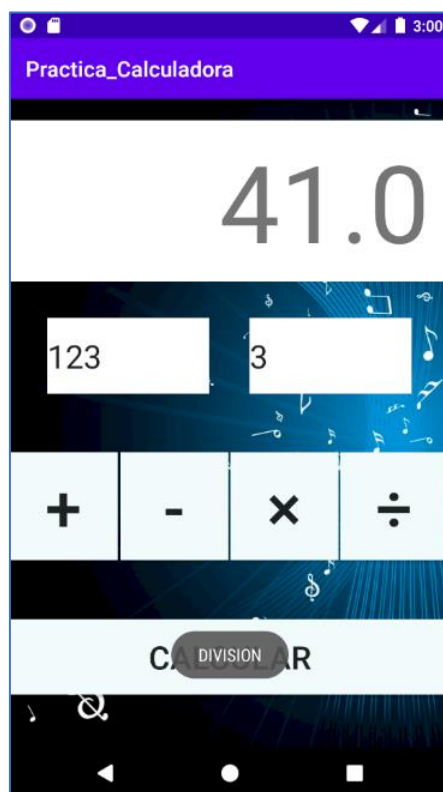 3:00
Practica_Calculadora
41.0
123 3
+ - × ÷
CALCULAR
DIVISION